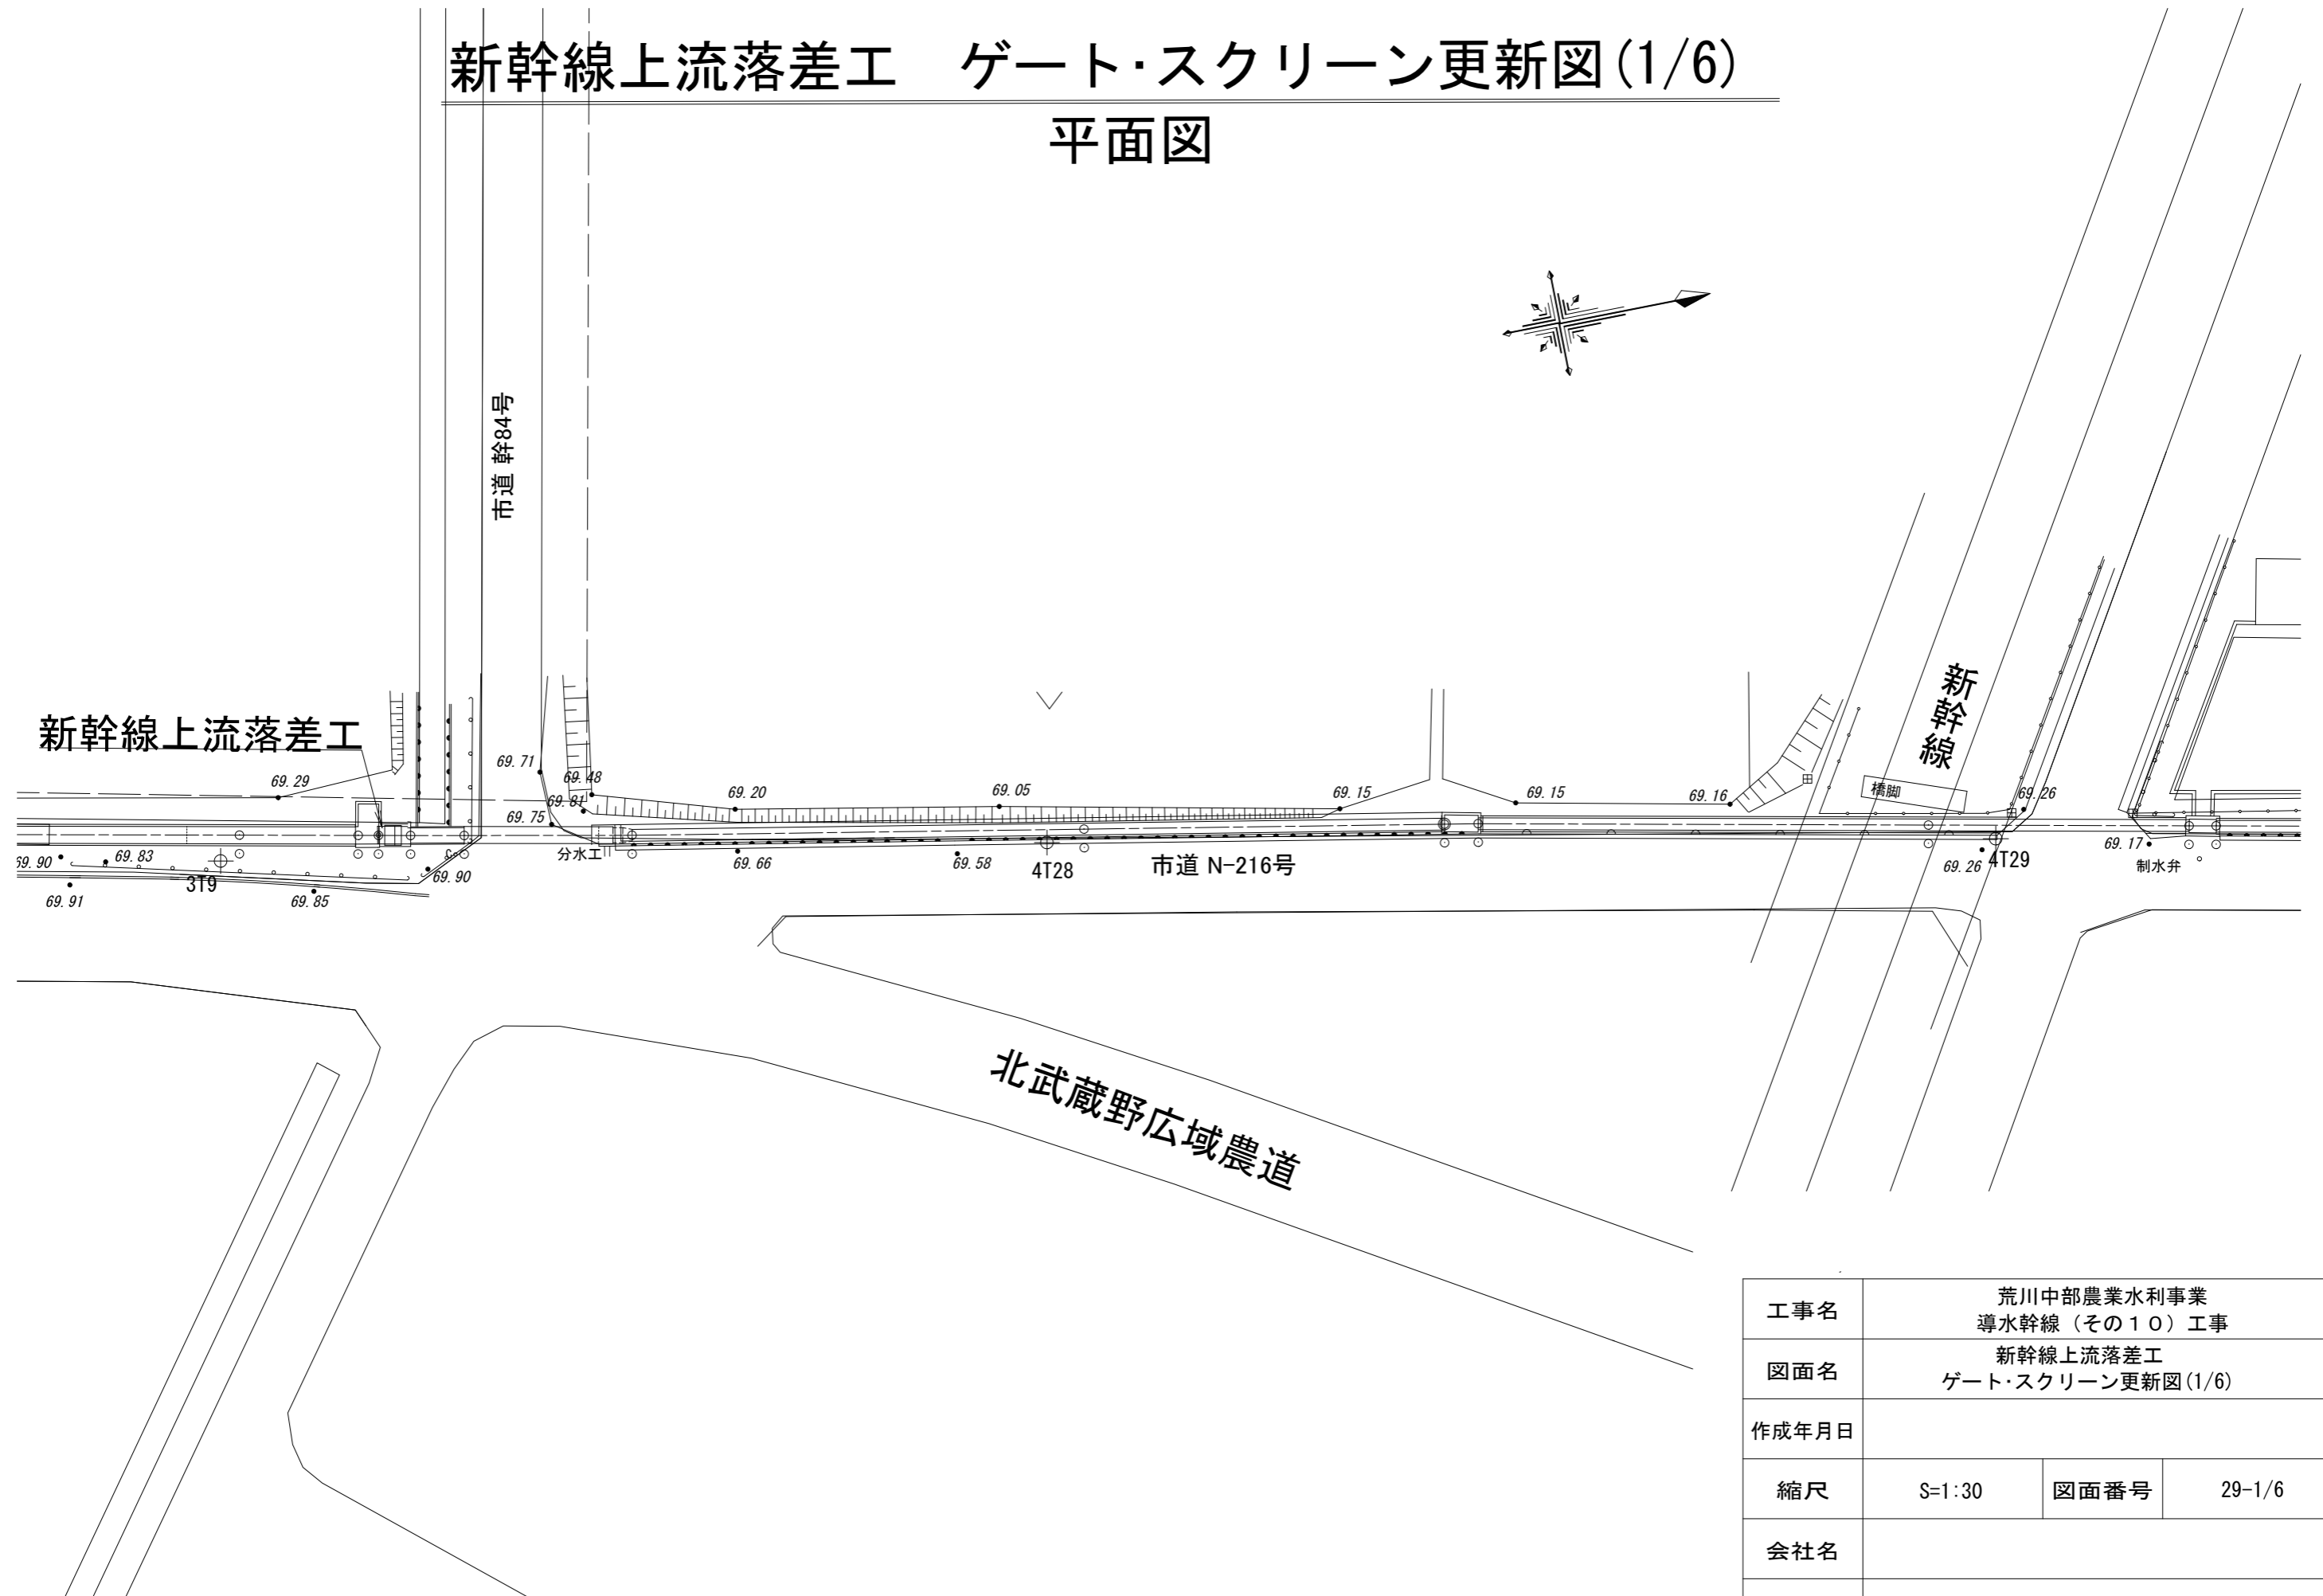 新幹線上流落差工　ゲート･スクリーン更新図(1/6)
平面図
市道 幹84号
新幹線
新幹線上流落差工
69.29
69.71
69.48
69.81
69.75
69.20
69.05
69.15
69.15
69.16
橋脚
69.26
69.90
69.83
3T9
69.90
69.91
69.85
分水工
69.66
69.58
4T28
市道 N-216号
69.26
4T29
69.17
制水弁
北武蔵野広域農道
工事名
荒川中部農業水利事業
導水幹線（その１０）工事
図面名
新幹線上流落差工
ゲート･スクリーン更新図(1/6)
作成年月日
縮尺
S=1:30
図面番号
29-1/6
会社名